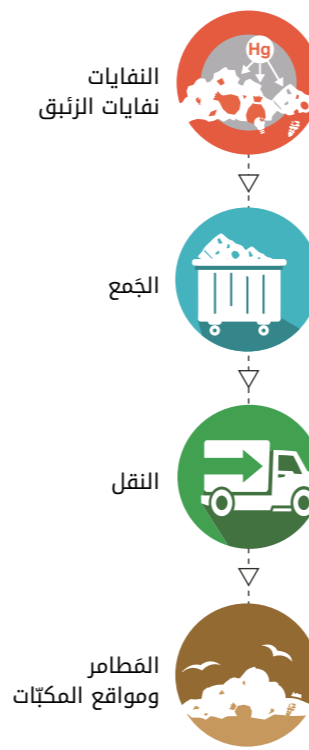 Hg
النفايات
نفايات الزئبق
الجَمع
النقل
المَطامر
ومواقع المكبّات